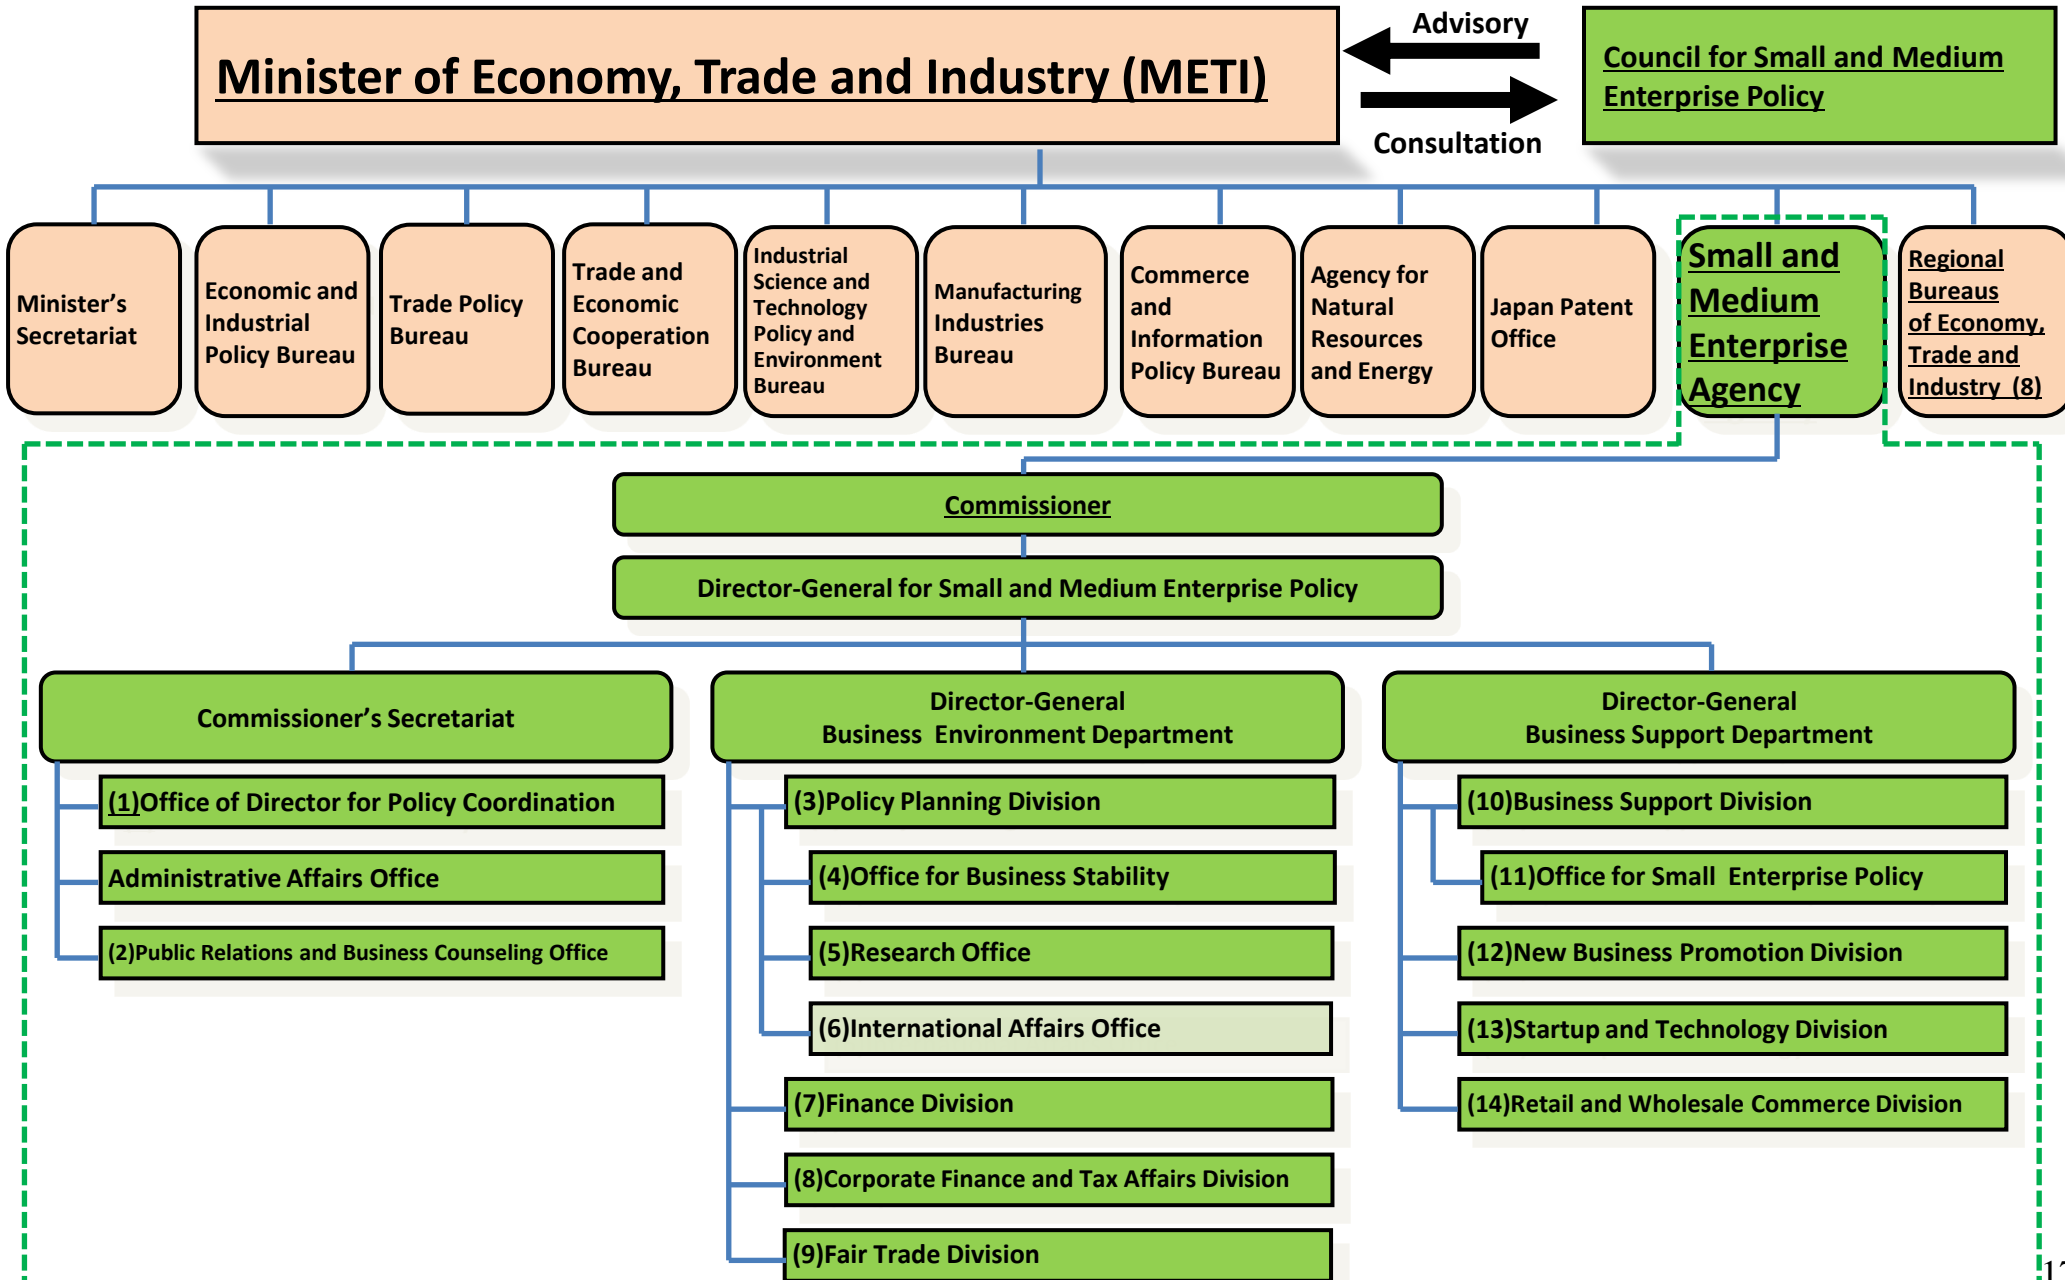 Minister of Economy, Trade and Industry (METI)
Advisory
Consultation
Council for Small and Medium
Enterprise Policy
Minister's
Secretariat
Economic and
Industrial
Policy Bureau
Trade Policy
Bureau
Trade and
Economic
Cooperation
Bureau
Industrial
Science and
Technology
Policy and
Environment
Bureau
Manufacturing
Industries
Bureau
Commerce
and
Information
Policy Bureau
Agency for
Natural
Resources
and Energy
Japan Patent
Office
Small and
Medium
Enterprise
Agency
Regional
Bureaus
of Economy,
Trade and
Industry (8)
Commissioner
Director-General for Small and Medium Enterprise Policy
Commissioner's Secretariat
(1)Office of Director for Policy Coordination
Administrative Affairs Office
(2)Public Relations and Business Counseling Office
Director-General
Business Environment Department
(3)Policy Planning Division
(4)Office for Business Stability
(5)Research Office
(6)International Affairs Office
(7)Finance Division
(8)Corporate Finance and Tax Affairs Division
(9)Fair Trade Division
Director-General
Business Support Department
(10)Business Support Division
(11)Office for Small Enterprise Policy
(12)New Business Promotion Division
(13)Startup and Technology Division
(14)Retail and Wholesale Commerce Division